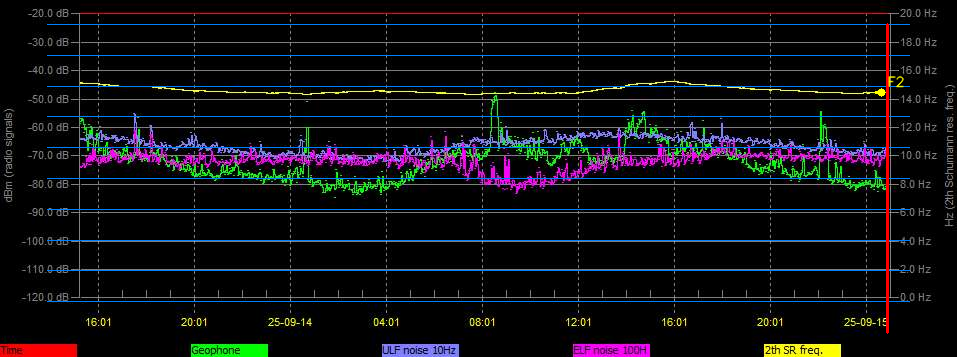 -20.0 dB 20.0 Hz
-30.0 dB 18.0 Hz
-40.0 dB 16.0 Hz
F2
-50.0 dB 14.0 Hz
-60.0 dB 12.0 Hz
-70.0 dB 10.0 Hz
-80.0 dB 8.0 Hz
-90.0 dB 6.0 Hz
-100.0 dB 4.0 Hz
-110.0 dB 2.0 Hz
-120.0 dB 0.0 Hz
dBm (radio signals)
Hz (2th Schumann res. freq.)
16:01 20:01 25-09-14 04:01 08:01 12:01 16:01 20:01 25-09-15
Time Geophone ULF noise 10Hz ELF noise 100H 2th SR freq.